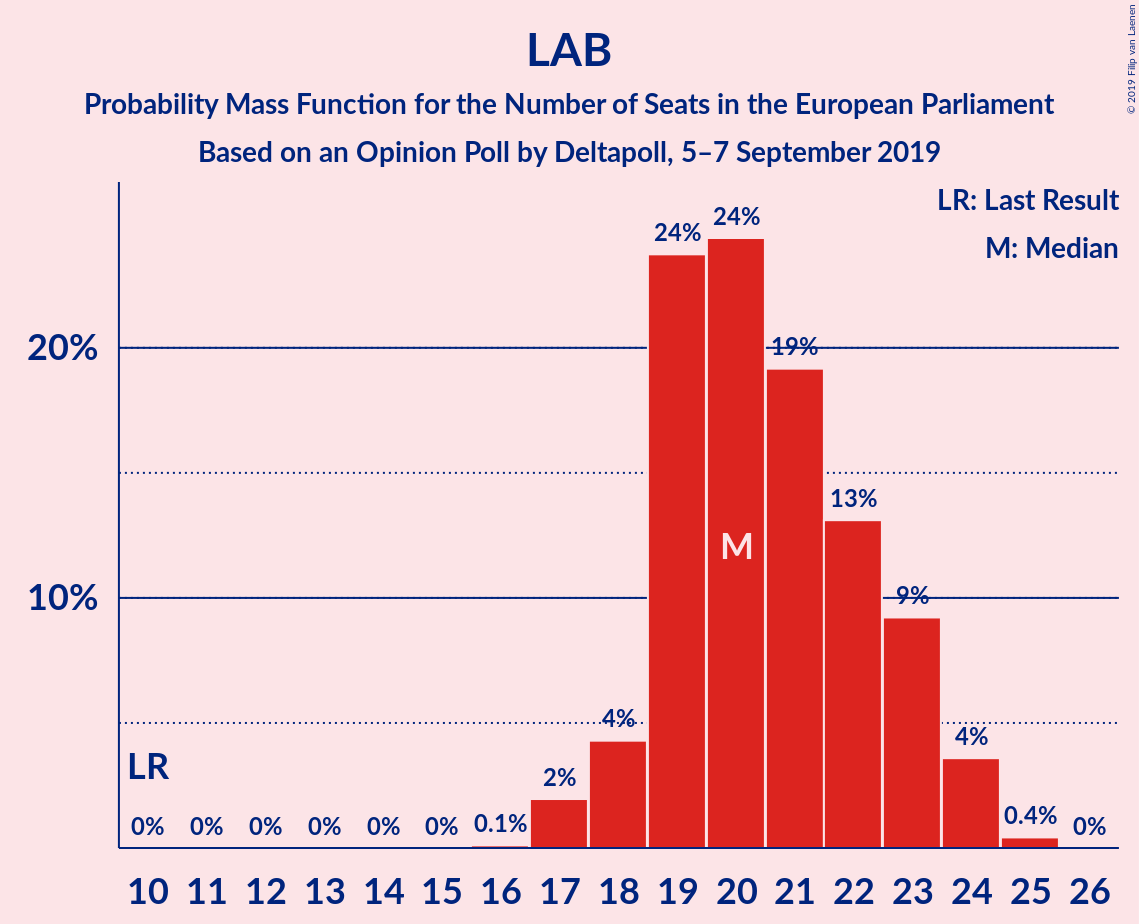 LAB
Probability Mass Function for the Number of Seats in the European Parliament
Based on an Opinion Poll by Deltapoll, 5–7 September 2019
© 2019 Filip van Laenen
LR: Last Result
M: Median
20%
10%
LR
M
0% 0% 0% 0% 0% 0% 0.1% 2% 4% 24% 24% 19% 13% 9% 4% 0.4% 0%
10 11 12 13 14 15 16 17 18 19 20 21 22 23 24 25 26